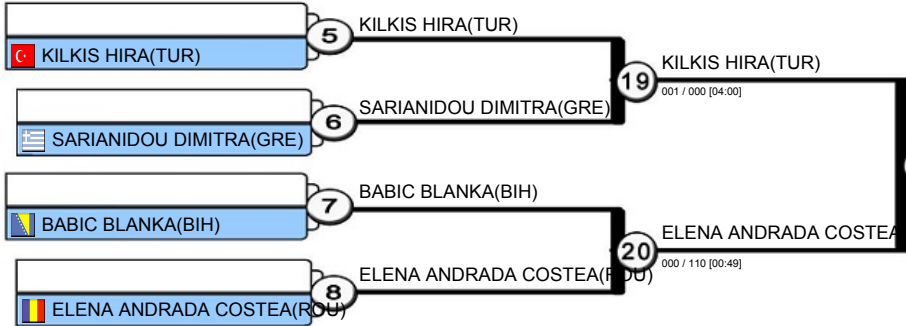 5
KILKIS HIRA(TUR)
KILKIS HIRA(TUR)
19
KILKIS HIRA(TUR)
001 / 000 [04:00]
6
SARIANIDOU DIMITRA(GRE)
SARIANIDOU DIMITRA(GRE)
7
BABIC BLANKA(BIH)
BABIC BLANKA(BIH)
20
ELENA ANDRADA COSTEA
000 / 110 [00:49]
8
ELENA ANDRADA COSTEA(ROU)
ELENA ANDRADA COSTEA(ROU)